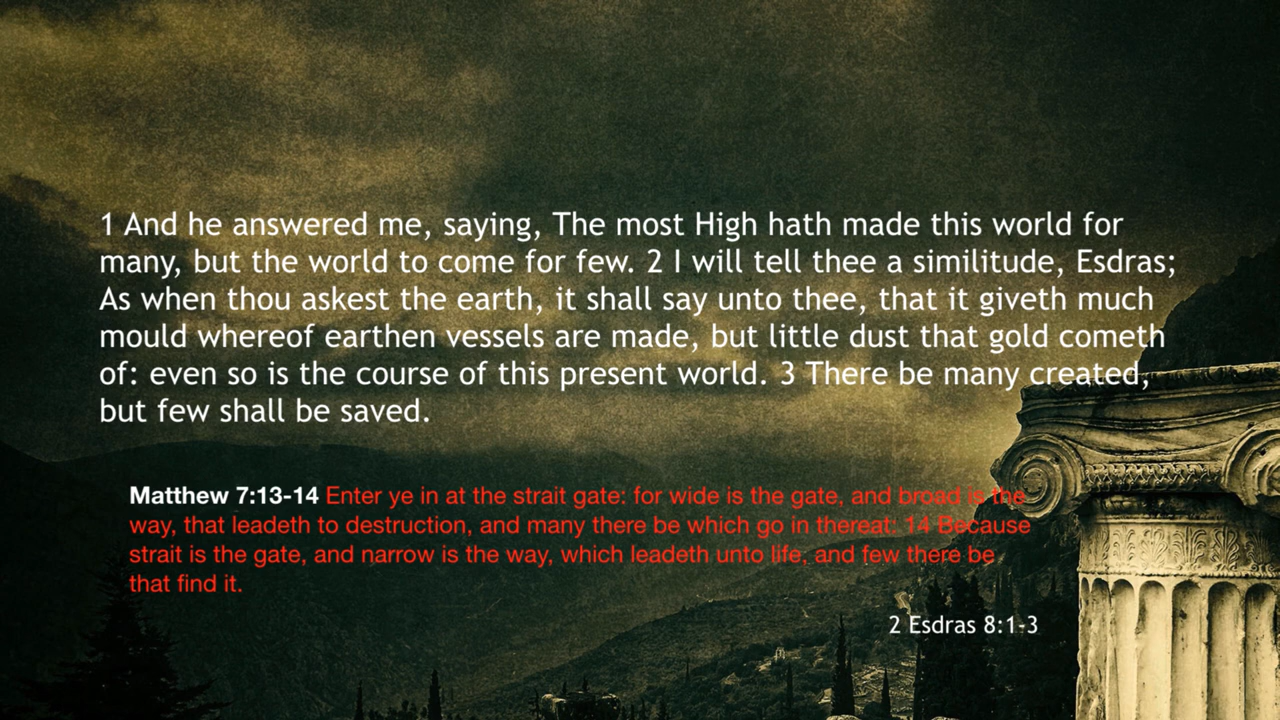 1 And he answered me, saying, The most High hath made this world for
many, but the world to come for few. 2 I will tell thee a similitude, Esdras;
As when thou askest the earth, it shall say unto thee, that it giveth much
mould whereof earthen vessels are made, but little dust that gold cometh
of: even so is the course of this present world. 3 There be many created,
but few shall be saved.
Matthew 7:13-14 Enter ye in at the strait gate: for wide is the gate, and broad is the
way, that leadeth to destruction, and many there be which go in thereat: 14 Because
strait is the gate, and narrow is the way, which leadeth unto life, and few there be
that find it.
2 Esdras 8:1-3